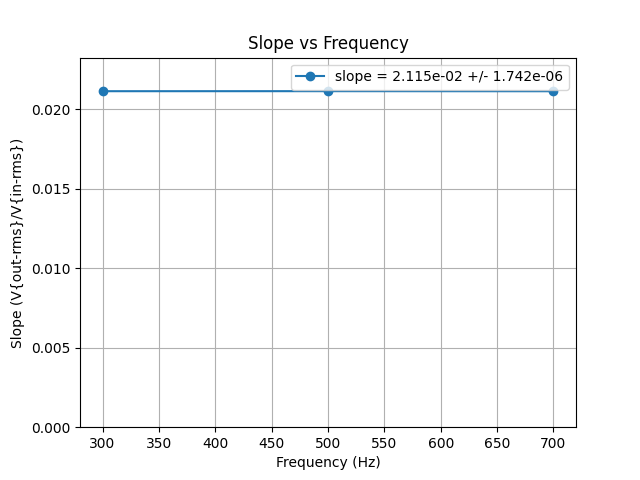 Slope vs Frequency
slope = 2.115e-02 +/- 1.742e-06
Slope (V{out-rms}/V{in-rms})
0.020
0.015
0.010
0.005
0.000
300 350 400 450 500 550 600 650 700
Frequency (Hz)